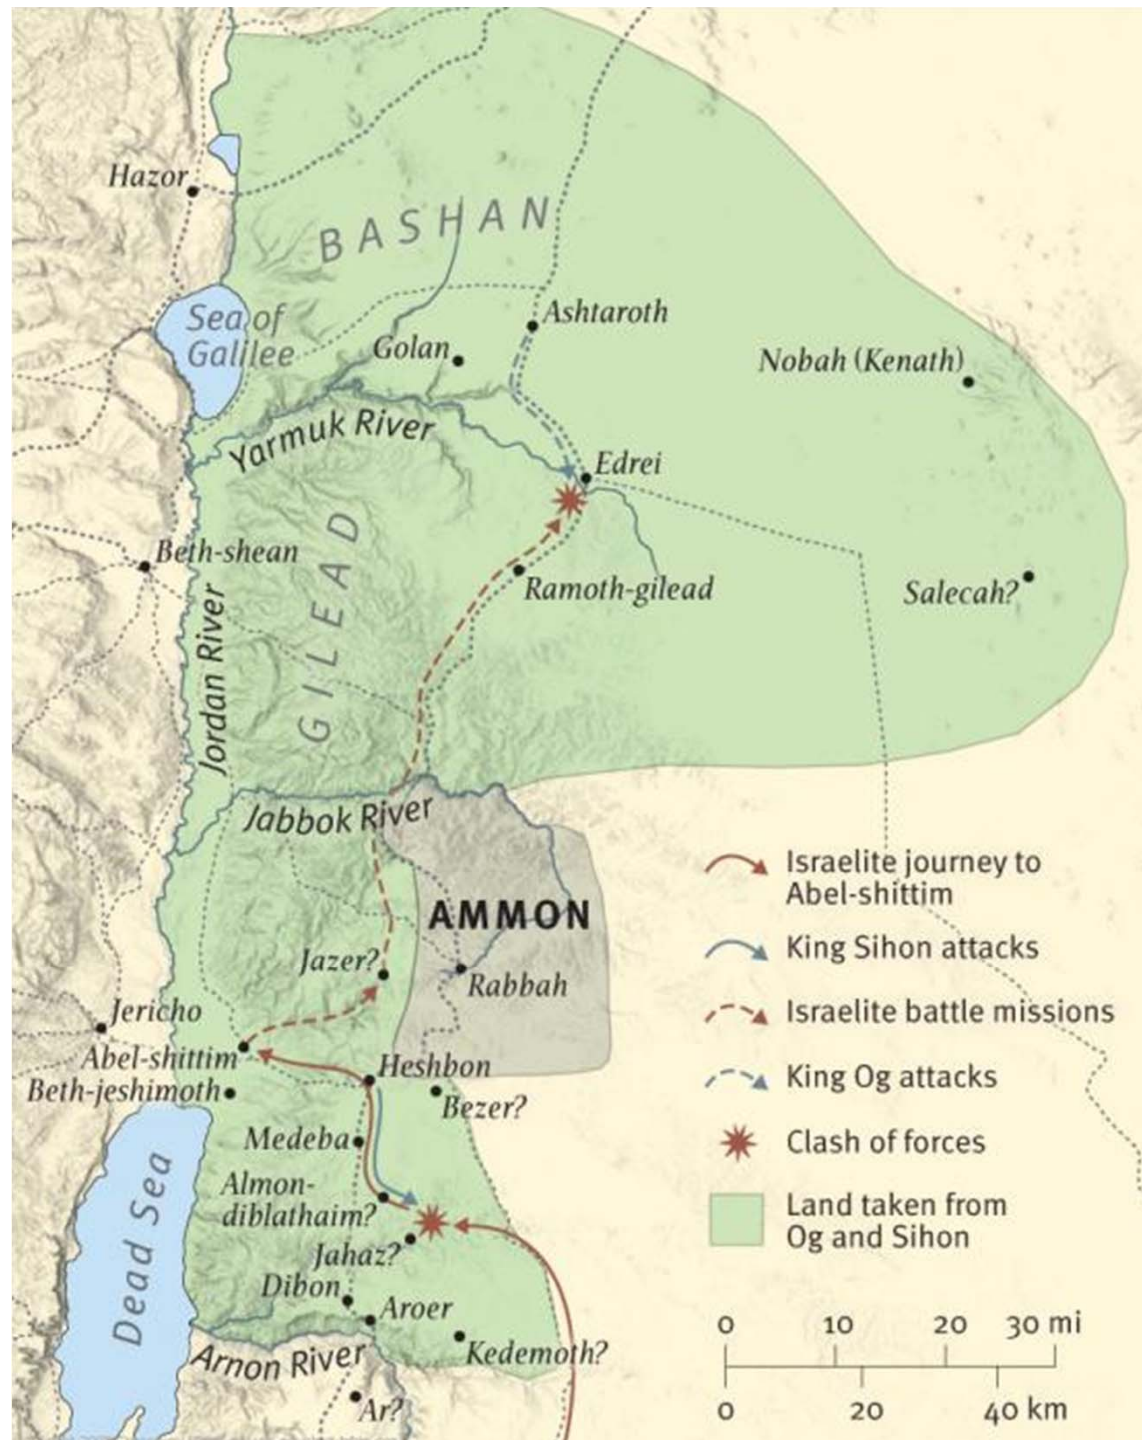 Hazor
BASHAN
Sea of
Galilee
Ashtaroth
Golan
Nobah (Kenath)
Yarmuk River
Edrei
GILEAD
Beth-shean
Ramoth-gilead
Salecah?
Jordan River
Jabbok River
AMMON
Jazer?
Rabbah
Jericho
Abel-shittim
Heshbon
Beth-jeshimoth
Bezer?
Medeba
Almon-
diblathaim?
Dead Sea
Jahaz?
Dibon
Aroer
Kedemoth?
Arnon River
Ar?
Israelite journey to
Abel-shittim
King Sihon attacks
Israelite battle missions
King Og attacks
Clash of forces
Land taken from
Og and Sihon
0 10 20 30 mi
0 20 40 km